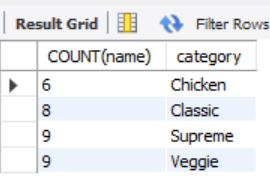 Result Grid Filter Rows
COUNT(name) category
6 Chicken
8 Classic
9 Supreme
9 Veggie